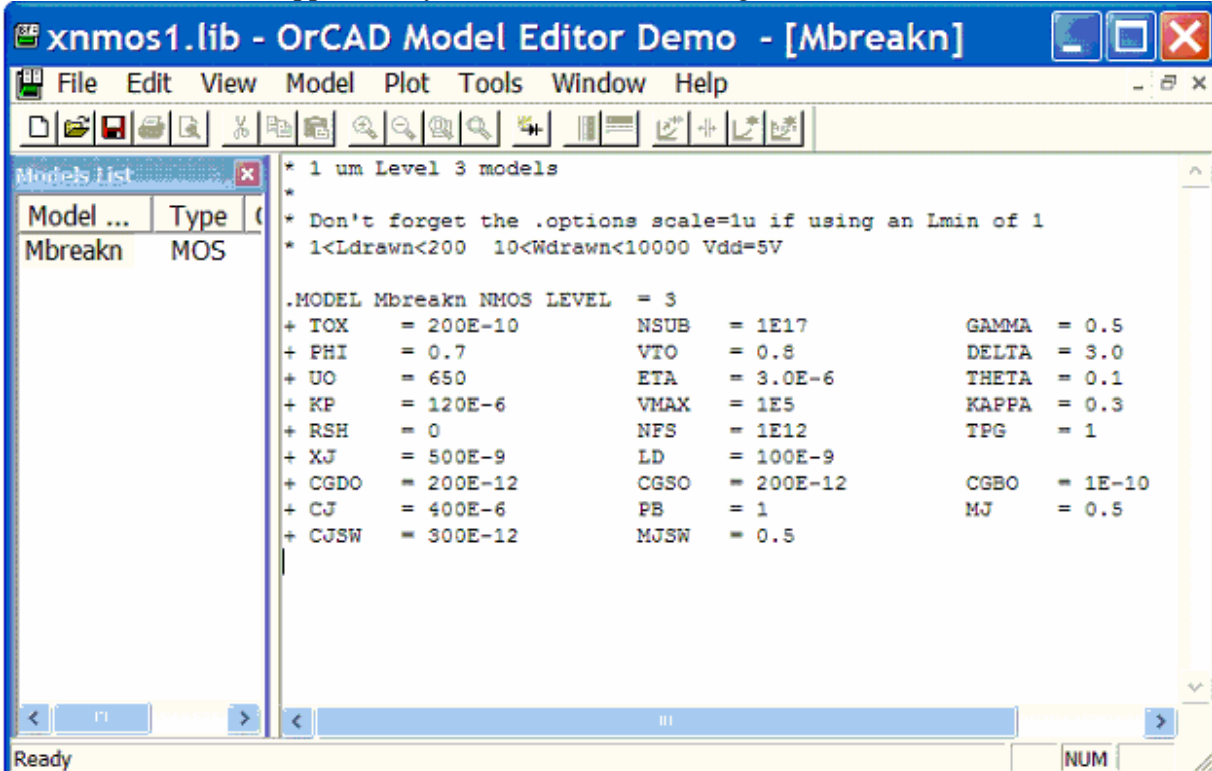 xnmos1.lib - OrCAD Model Editor Demo - [Mbreakn]
File Edit View Model Plot Tools Window Help
Models List
Model ... Type
Mbreakn MOS
* 1 um Level 3 models
*
* Don't forget the .options scale=1u if using an Lmin of 1
* 1<Ldrawn<200 10<Wdrawn<10000 Vdd=5V
.MODEL Mbreakn NMOS LEVEL = 3
+ TOX = 200E-10 NSUB = 1E17 GAMMA = 0.5
+ PHI = 0.7 VTO = 0.8 DELTA = 3.0
+ UO = 650 ETA = 3.0E-6 THETA = 0.1
+ KP = 120E-6 VMAX = 1E5 KAPPA = 0.3
+ RSH = 0 NFS = 1E12 TPG = 1
+ XJ = 500E-9 LD = 100E-9
+ CGDO = 200E-12 CGSO = 200E-12 CGBO = 1E-10
+ CJ = 400E-6 PB = 1 MJ = 0.5
+ CJSW = 300E-12 MJSW = 0.5
Ready NUM